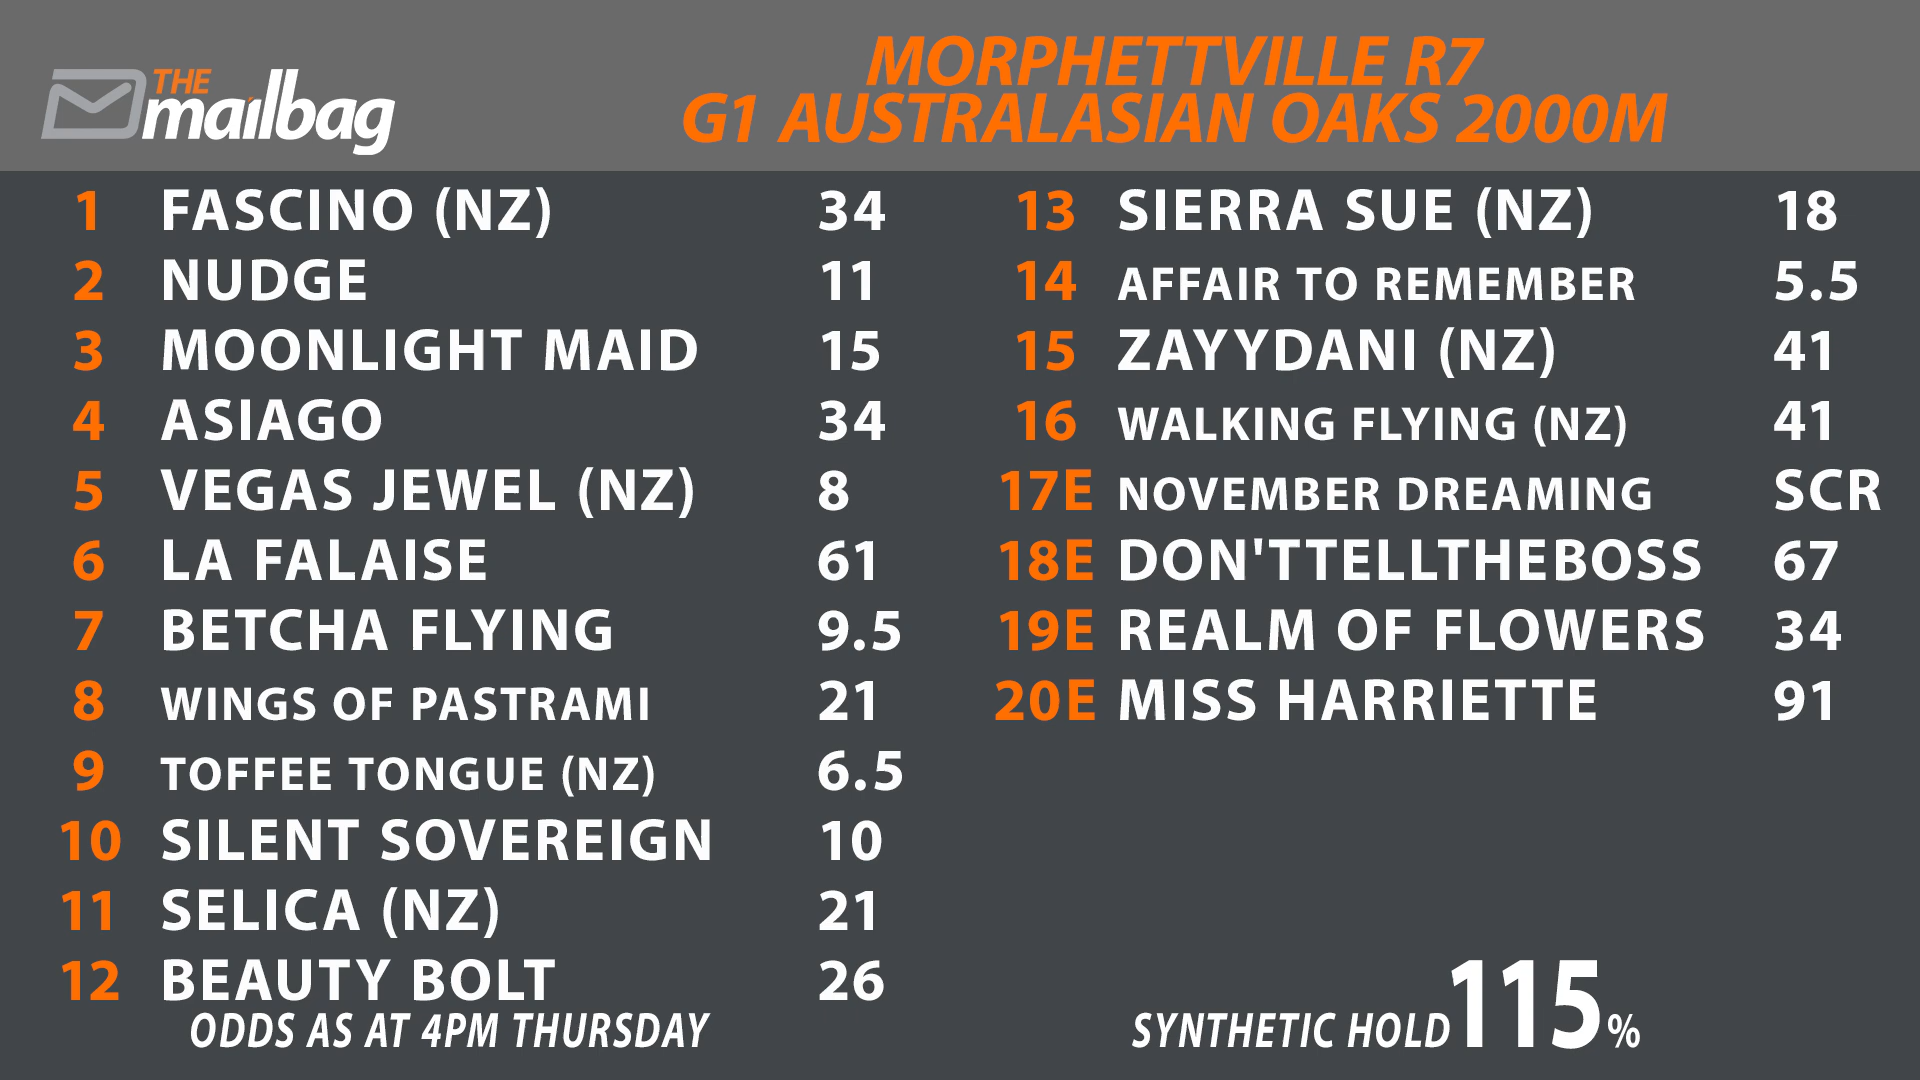 THE
mailbag
MORPHETTVILLE R7
G1 AUSTRALASIAN OAKS 2000M
1 FASCINO (NZ) 34
2 NUDGE 11
3 MOONLIGHT MAID 15
4 ASIAGO 34
5 VEGAS JEWEL (NZ) 8
6 LA FALAISE 61
7 BETCHA FLYING 9.5
8 WINGS OF PASTRAMI 21
9 TOFFEE TONGUE (NZ) 6.5
10 SILENT SOVEREIGN 10
11 SELICA (NZ) 21
12 BEAUTY BOLT 26
ODDS AS AT 4PM THURSDAY
13 SIERRA SUE (NZ) 18
14 AFFAIR TO REMEMBER 5.5
15 ZAYYDANI (NZ) 41
16 WALKING FLYING (NZ) 41
17E NOVEMBER DREAMING SCR
18E DON'TTELLTHEBOSS 67
19E REALM OF FLOWERS 34
20E MISS HARRIETTE 91
SYNTHETIC HOLD 115%